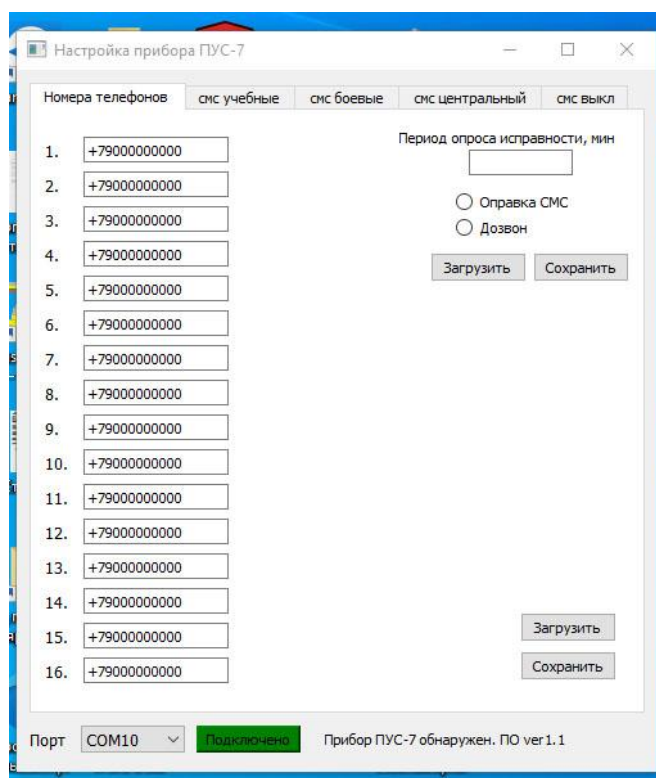 Настройка прибора ПУС-7
Номера телефонов
смс учебные
смс боевые
смс центральный
смс выкл
Период опроса исправности, мин
1. +79000000000
2. +79000000000
Оправка СМС
3. +79000000000
Дозвон
4. +79000000000
Загрузить Сохранить
5. +79000000000
6. +79000000000
7. +79000000000
8. +79000000000
9. +79000000000
10. +79000000000
11. +79000000000
12. +79000000000
13. +79000000000
14. +79000000000
Загрузить
15. +79000000000
Сохранить
16. +79000000000
Порт COM10 Подключено Прибор ПУС-7 обнаружен. ПО ver1.1